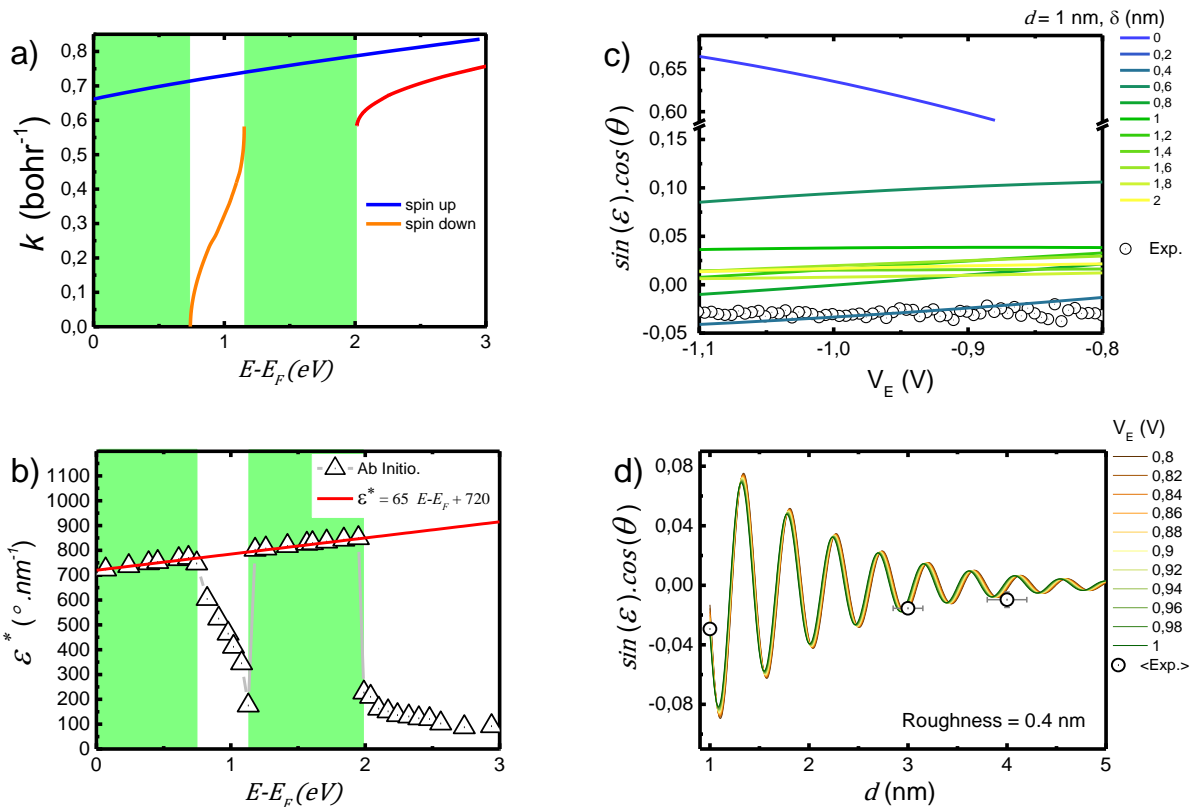 a)
0,8
0,7
0,6
0,5
0,4
0,3
0,2
0,1
0,0
k (bohr⁻¹)
spin up
spin down
0 1 2 3
E-E_F (eV)
c)
d = 1 nm, δ (nm)
0
0,2
0,4
0,6
0,8
1
1,2
1,4
1,6
1,8
2
Exp.
0,65
0,60
0,10
0,05
0,00
-0,05
sin(ε).cos(θ)
-1,1 -1,0 -0,9 -0,8
V_E (V)
b)
1100
1000
900
800
700
600
500
400
300
200
100
0
ε* (°.nm⁻¹)
Ab Initio.
ε* = 65 E-E_F + 720
0 1 2 3
E-E_F (eV)
d)
V_E (V)
0,8
0,82
0,84
0,86
0,88
0,9
0,92
0,94
0,96
0,98
1
<Exp.>
0,08
0,04
0,00
-0,04
-0,08
sin(ε).cos(θ)
Roughness = 0.4 nm
1 2 3 4 5
d (nm)